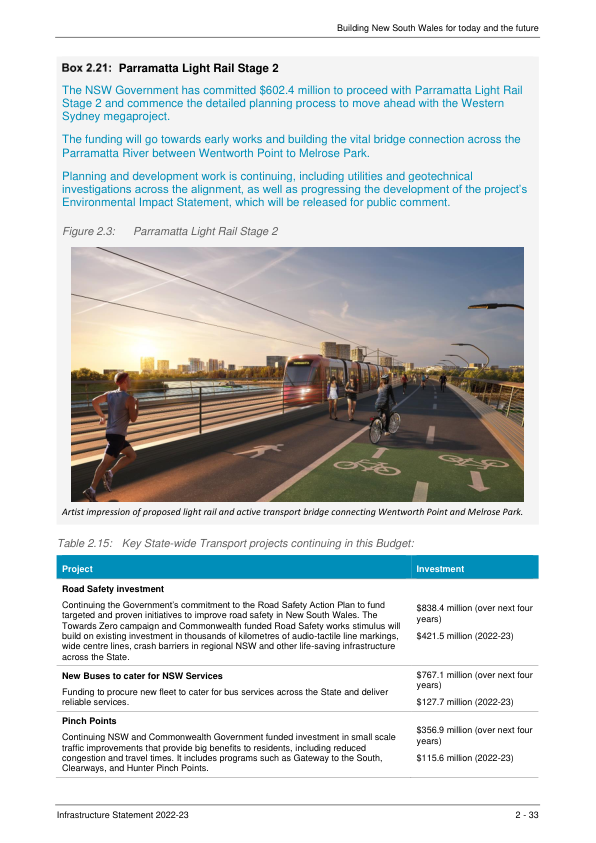 Building New South Wales for today and the future
Box 2.21: Parramatta Light Rail Stage 2
The NSW Government has committed $602.4 million to proceed with Parramatta Light Rail
Stage 2 and commence the detailed planning process to move ahead with the Western
Sydney megaproject.
The funding will go towards early works and building the vital bridge connection across the
Parramatta River between Wentworth Point to Melrose Park.
Planning and development work is continuing, including utilities and geotechnical
investigations across the alignment, as well as progressing the development of the project's
Environmental Impact Statement, which will be released for public comment.
Figure 2.3: Parramatta Light Rail Stage 2
Artist impression of proposed light rail and active transport bridge connecting Wentworth Point and Melrose Park.
Table 2.15: Key State-wide Transport projects continuing in this Budget:
Project Investment
Road Safety investment
Continuing the Government's commitment to the Road Safety Action Plan to fund
targeted and proven initiatives to improve road safety in New South Wales. The
Towards Zero campaign and Commonwealth funded Road Safety works stimulus will
build on existing investment in thousands of kilometres of audio-tactile line markings,
wide centre lines, crash barriers in regional NSW and other life-saving infrastructure
across the State.
$838.4 million (over next four
years)
$421.5 million (2022-23)
New Buses to cater for NSW Services
Funding to procure new fleet to cater for bus services across the State and deliver
reliable services.
$767.1 million (over next four
years)
$127.7 million (2022-23)
Pinch Points
Continuing NSW and Commonwealth Government funded investment in small scale
traffic improvements that provide big benefits to residents, including reduced
congestion and travel times. It includes programs such as Gateway to the South,
Clearways, and Hunter Pinch Points.
$356.9 million (over next four
years)
$115.6 million (2022-23)
Infrastructure Statement 2022-23
2 - 33